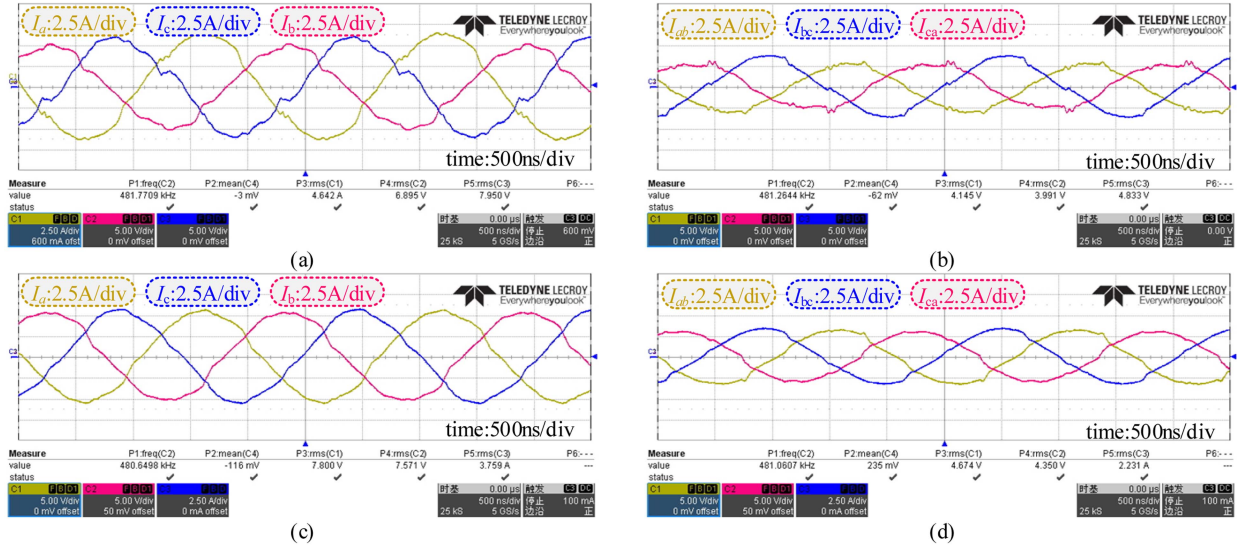 Ia:2.5A/div Ic:2.5A/div Ib:2.5A/div
TELEDYNE LECROY
Everywhereyoulook™
C3
time:500ns/div
Measure P1:freq(C2) P2:mean(C4) P3:rms(C1) P4:rms(C2) P5:rms(C3) P6:- - -
value 481.7709 kHz -3 mV 4.642 A 6.895 V 7.950 V
status
C1 F B D C2 F B D1
2.50 A/div 5.00 V/div 5.00 V/div
600 mA ofst 0 mV offset 0 mV offset
时基 0.00 µs 触发 C3 DC
500 ns/div 停止 600 mV
25 kS 5 GS/s 边沿 正
(a)
Iab:2.5A/div Ibc:2.5A/div Ica:2.5A/div
TELEDYNE LECROY
Everywhereyoulook™
C3
time:500ns/div
Measure P1:freq(C2) P2:mean(C4) P3:rms(C1) P4:rms(C2) P5:rms(C3) P6:- - -
value 481.2644 kHz -62 mV 4.145 V 3.991 V 4.833 V
status
C1 F B D1 C2 F B D1
5.00 V/div 5.00 V/div 5.00 V/div
0 mV offset 0 mV offset 0 mV offset
时基 0.00 µs 触发 C3 DC
500 ns/div 停止 0.00 V
25 kS 5 GS/s 边沿 正
(b)
Ia:2.5A/div Ic:2.5A/div Ib:2.5A/div
TELEDYNE LECROY
Everywhereyoulook™
C3
time:500ns/div
Measure P1:freq(C2) P2:mean(C4) P3:rms(C1) P4:rms(C2) P5:rms(C3) P6:- - -
value 480.6498 kHz -116 mV 7.800 V 7.571 V 3.759 A ---
status
C1 F B D1 C2 F B D1
5.00 V/div 5.00 V/div 2.50 A/div
0 mV offset 50 mV offset 0 mA offset
时基 0.00 µs 触发 C3 DC
500 ns/div 停止 100 mA
25 kS 5 GS/s 边沿 正
(c)
Iab:2.5A/div Ibc:2.5A/div Ica:2.5A/div
TELEDYNE LECROY
Everywhereyoulook™
C3
time:500ns/div
Measure P1:freq(C2) P2:mean(C4) P3:rms(C1) P4:rms(C2) P5:rms(C3) P6:- - -
value 481.0607 kHz 235 mV 4.674 V 4.350 V 2.231 A ---
status
C1 F B D1 C2 F B D1
5.00 V/div 5.00 V/div 2.50 A/div
0 mV offset 50 mV offset 0 mA offset
时基 0.00 µs 触发 C3 DC
500 ns/div 停止 100 mA
25 kS 5 GS/s 边沿 正
(d)